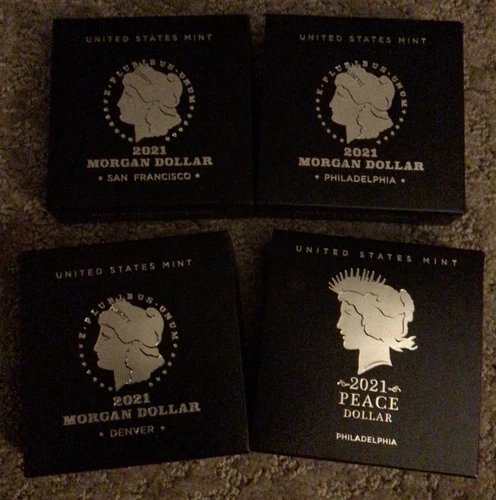 UNITED STATES MINT
E·PLURIBUS·UNUM
2021
MORGAN DOLLAR
• SAN FRANCISCO •
UNITED STATES MINT
E·PLURIBUS·UNUM
2021
MORGAN DOLLAR
• PHILADELPHIA •
UNITED STATES MINT
E·PLURIBUS·UNUM
2021
MORGAN DOLLAR
• DENVER •
UNITED STATES MINT
2021
PEACE
DOLLAR
PHILADELPHIA